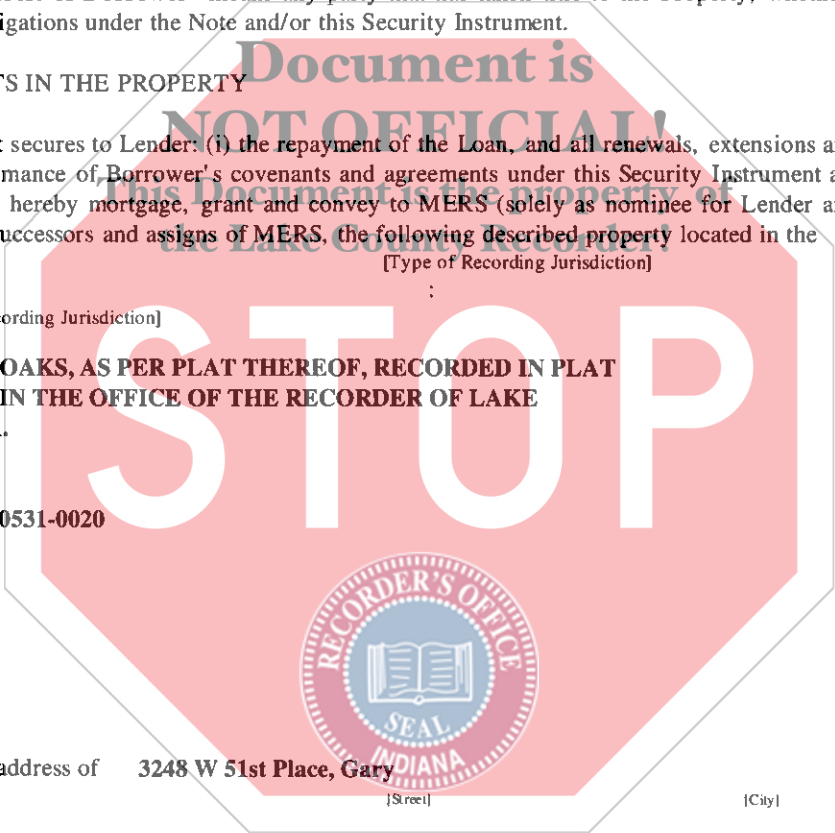 igations under the Note and/or this Security Instrument.
Document is
'S IN THE PROPERTY
NOT OFFICIAL!
secures to Lender: (i) the repayment of the Loan, and all renewals, extensions a
mance of Borrower's covenants and agreements under this Security Instrument a
This Document is the property of
hereby mortgage, grant and convey to MERS (solely as nominee for Lender a
uccessors and assigns of MERS, the following described property located in the
the Lake County Recorder!
[Type of Recording Jurisdiction]
:
ording Jurisdiction]
OAKS, AS PER PLAT THEREOF, RECORDED IN PLAT
IN THE OFFICE OF THE RECORDER OF LAKE
STOP
0531-0020
RECORDER'S OFFICE
SEAL
INDIANA
address of 3248 W 51st Place, Gary
[Street] [City]